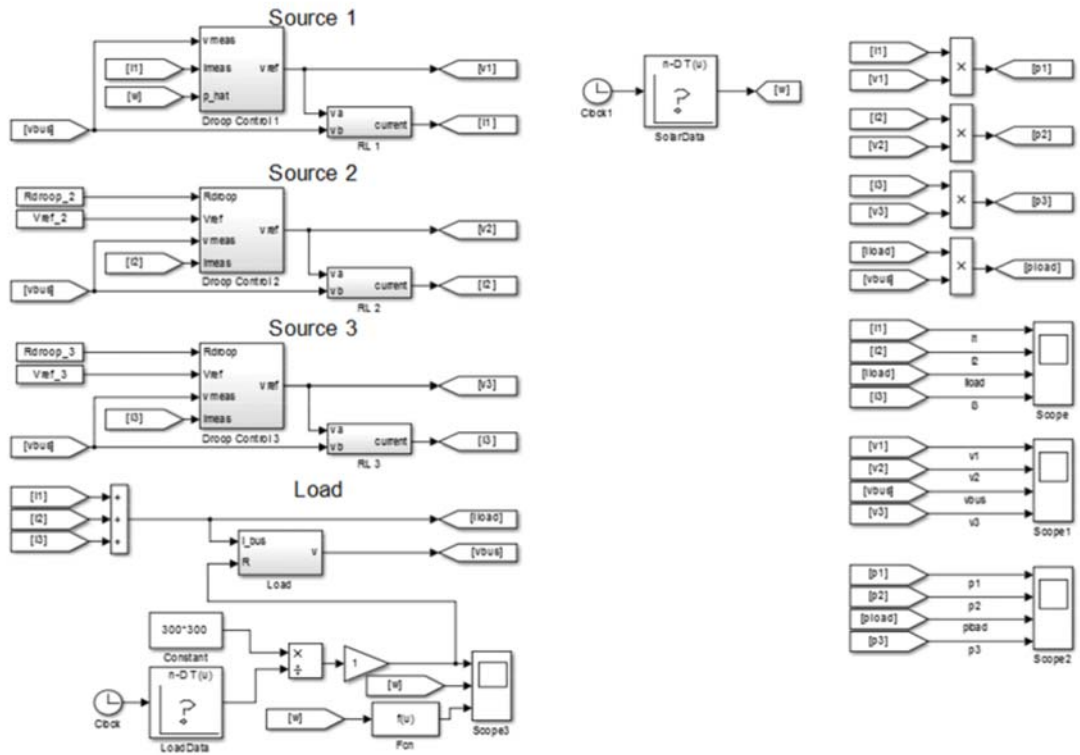 Source 1
vmeas
[I1]
Imeas
vref
[v1]
[w]
p_hat
Droop Control 1
[vbus]
va
vb
current
[I1]
RL 1
Source 2
Rdroop_2
Rdroop
Vref_2
Vref
vmeas
vref
[v2]
[I2]
Imeas
Droop Control 2
[vbus]
va
vb
current
[I2]
RL 2
Source 3
Rdroop_3
Rdroop
Vref_3
Vref
vmeas
vref
[v3]
[I3]
Imeas
Droop Control 3
[vbus]
va
vb
current
[I3]
RL 3
Load
[I1]
+
[I2]
+
[I3]
+
[Iload]
I_bus
R
v
[vbus]
Load
300*300
Constant
×
÷
1
n-DT(u)
?
Clock
LoadData
[w]
[w]
f(u)
Fcn
Scope3
n-DT(u)
?
Clock1
SolarData
[w]
[I1]
[v1]
×
[p1]
[I2]
[v2]
×
[p2]
[I3]
[v3]
×
[p3]
[Iload]
[vbus]
×
[pload]
[I1]
I1
[I2]
I2
[Iload]
Iload
[I3]
I3
Scope
[v1]
v1
[v2]
v2
[vbus]
vbus
[v3]
v3
Scope1
[p1]
p1
[p2]
p2
[pload]
pload
[p3]
p3
Scope2